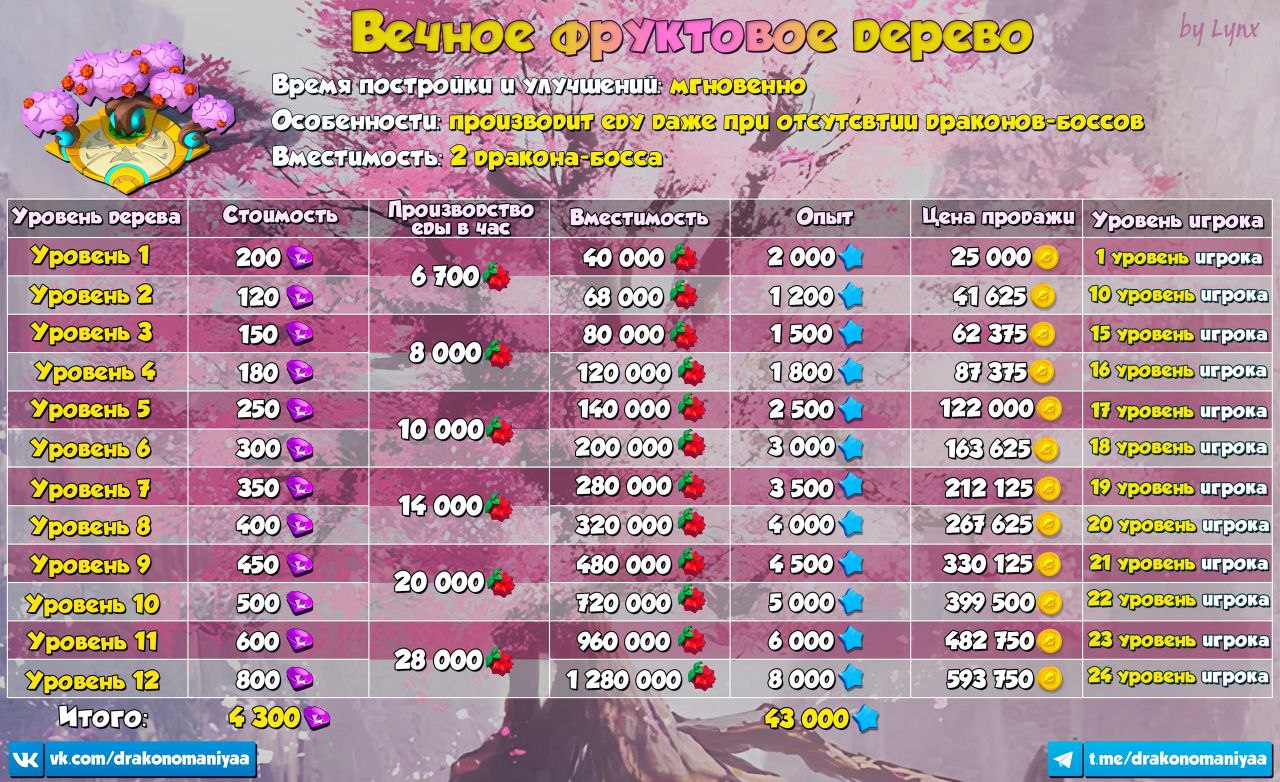 Вечное фруктовое дерево
by Lynx
Время постройки и улучшений: мгновенно
Особенности: производит еду даже при отсутсвтии драконов-боссов
Вместимость: 2 дракона-босса
Уровень дерева Стоимость Производство еды в час Вместимость Опыт Цена продажи Уровень игрока
Уровень 1 200 6 700 40 000 2 000 25 000 1 уровень игрока
Уровень 2 120 68 000 1 200 41 625 10 уровень игрока
Уровень 3 150 8 000 80 000 1 500 62 375 15 уровень игрока
Уровень 4 180 120 000 1 800 87 375 16 уровень игрока
Уровень 5 250 10 000 140 000 2 500 122 000 17 уровень игрока
Уровень 6 300 200 000 3 000 163 625 18 уровень игрока
Уровень 7 350 14 000 280 000 3 500 212 125 19 уровень игрока
Уровень 8 400 320 000 4 000 267 625 20 уровень игрока
Уровень 9 450 20 000 480 000 4 500 330 125 21 уровень игрока
Уровень 10 500 720 000 5 000 399 500 22 уровень игрока
Уровень 11 600 28 000 960 000 6 000 482 750 23 уровень игрока
Уровень 12 800 1 280 000 8 000 593 750 24 уровень игрока
Итого: 4 300 43 000
vk.com/drakonomaniyaa
t.me/drakonomaniyaa